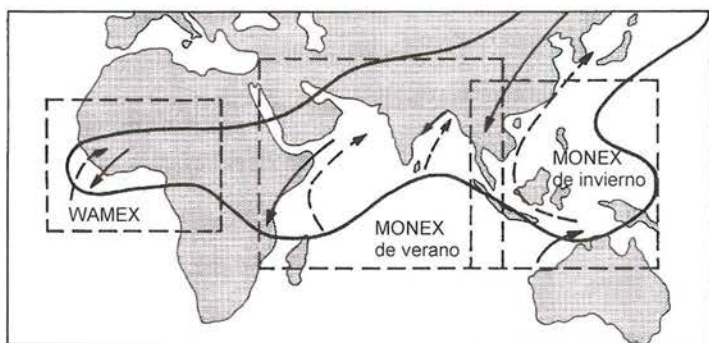 WAMEX
MONEX
de verano
MONEX
de invierno